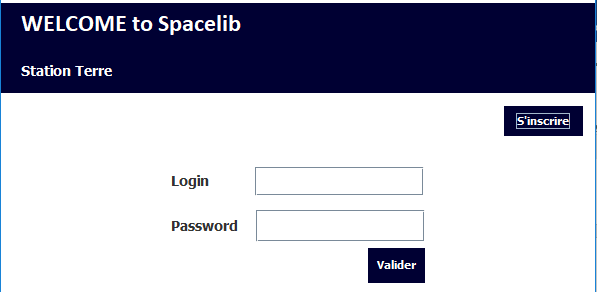 WELCOME to Spacelib
Station Terre
S'inscrire
Login
Password
Valider